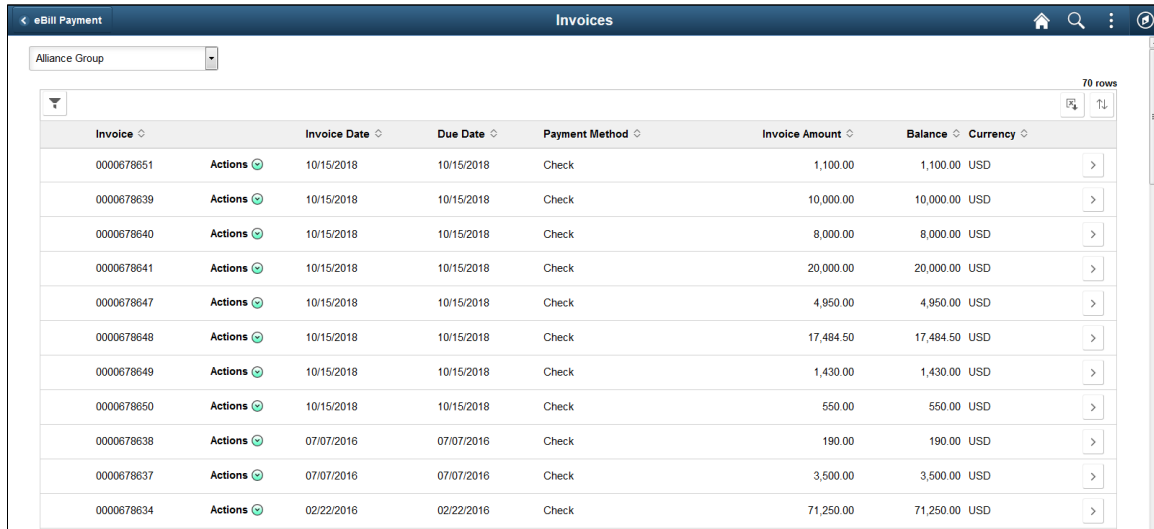 eBill Payment Invoices
Alliance Group
70 rows
Invoice Invoice Date Due Date Payment Method Invoice Amount Balance Currency
0000678651 Actions 10/15/2018 10/15/2018 Check 1,100.00 1,100.00 USD
0000678639 Actions 10/15/2018 10/15/2018 Check 10,000.00 10,000.00 USD
0000678640 Actions 10/15/2018 10/15/2018 Check 8,000.00 8,000.00 USD
0000678641 Actions 10/15/2018 10/15/2018 Check 20,000.00 20,000.00 USD
0000678647 Actions 10/15/2018 10/15/2018 Check 4,950.00 4,950.00 USD
0000678648 Actions 10/15/2018 10/15/2018 Check 17,484.50 17,484.50 USD
0000678649 Actions 10/15/2018 10/15/2018 Check 1,430.00 1,430.00 USD
0000678650 Actions 10/15/2018 10/15/2018 Check 550.00 550.00 USD
0000678638 Actions 07/07/2016 07/07/2016 Check 190.00 190.00 USD
0000678637 Actions 07/07/2016 07/07/2016 Check 3,500.00 3,500.00 USD
0000678634 Actions 02/22/2016 02/22/2016 Check 71,250.00 71,250.00 USD